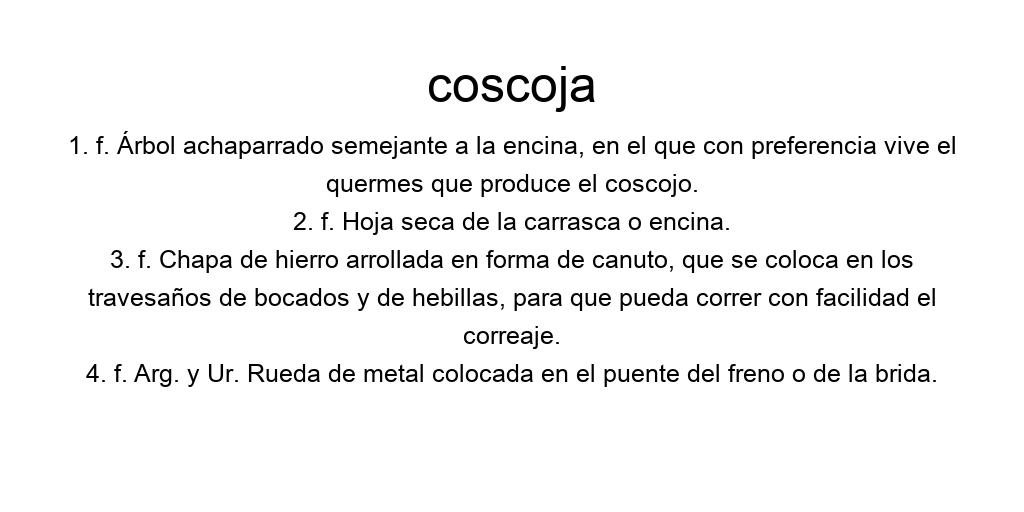 coscoja
1. f. Árbol achaparrado semejante a la encina, en el que con preferencia vive el
quermes que produce el coscojo.
2. f. Hoja seca de la carrasca o encina.
3. f. Chapa de hierro arrollada en forma de canuto, que se coloca en los
travesaños de bocados y de hebillas, para que pueda correr con facilidad el
correaje.
4. f. Arg. y Ur. Rueda de metal colocada en el puente del freno o de la brida.